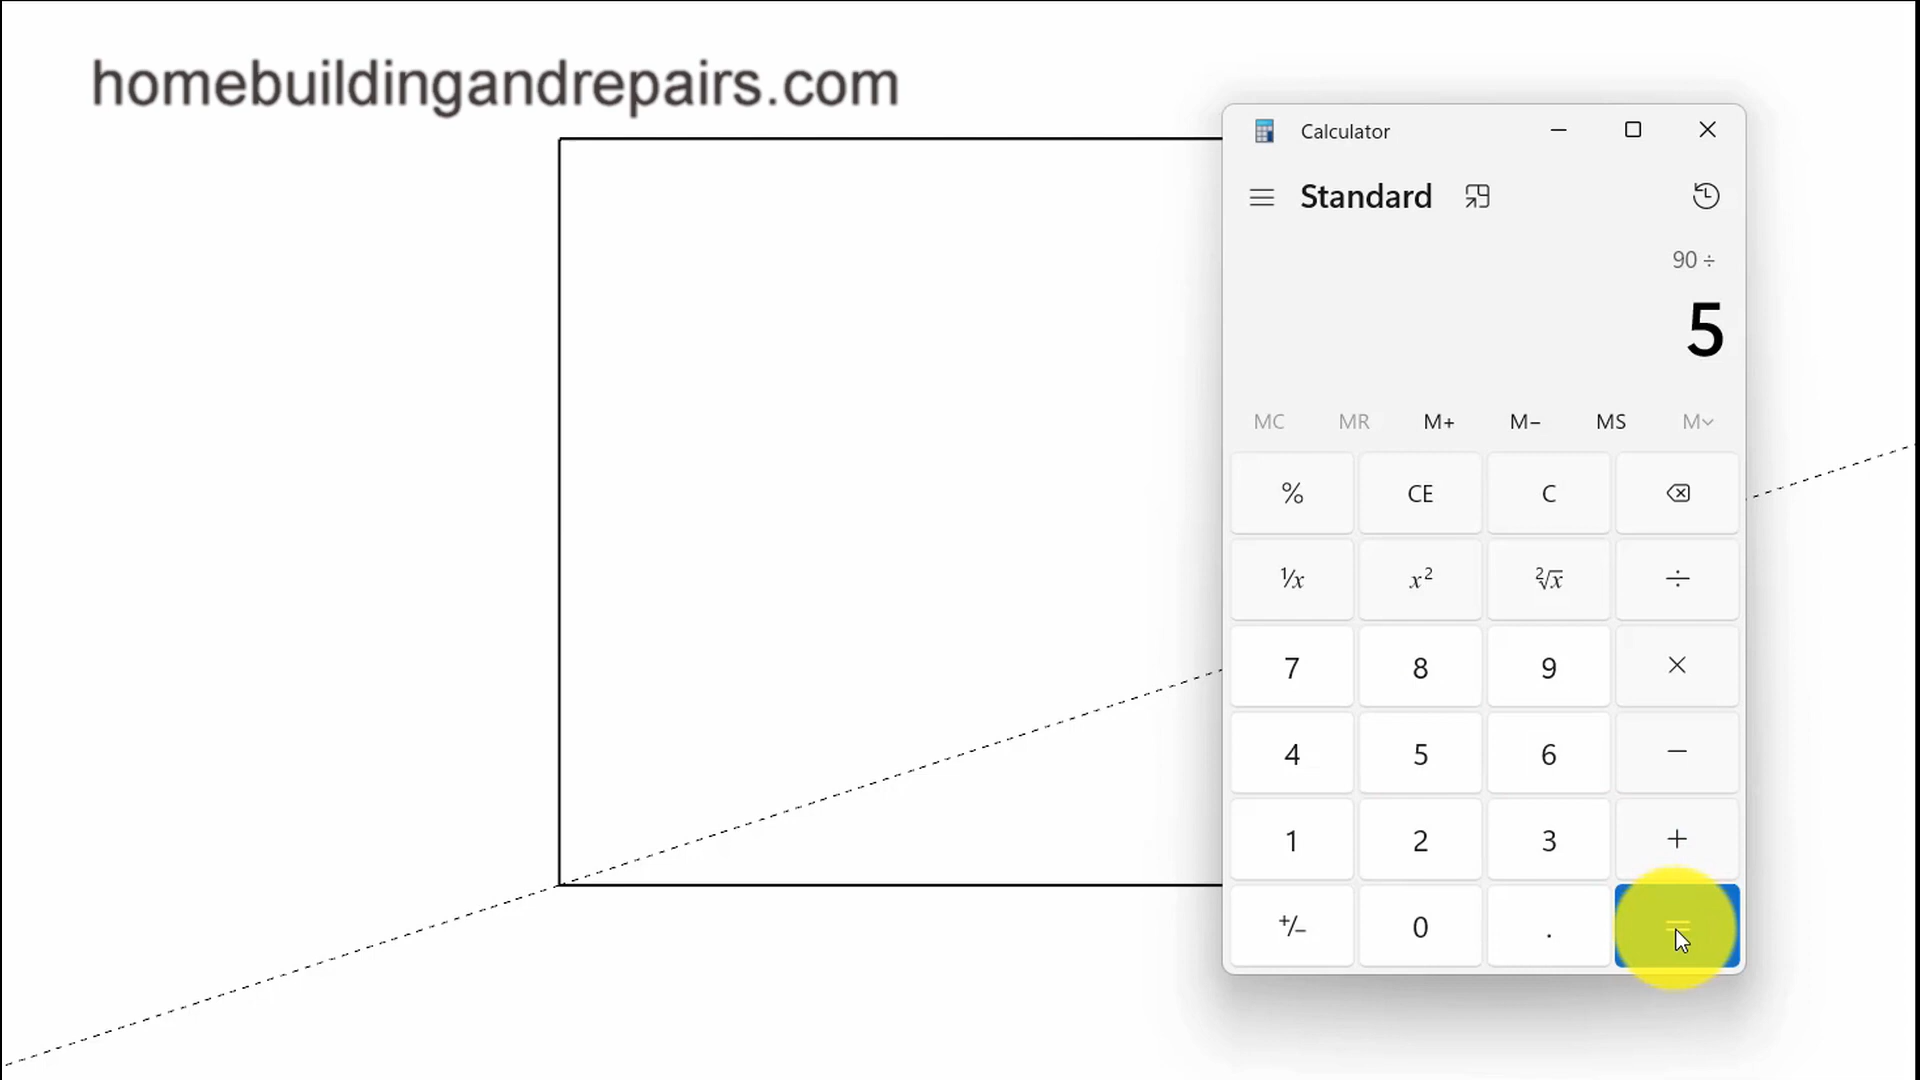 homebuildingandrepairs.com
Calculator
Standard
90 ÷
5
MC MR M+ M− MS M
% CE C
¹/x x² ²√x ÷
7 8 9 ×
4 5 6 −
1 2 3 +
+/− 0 . =